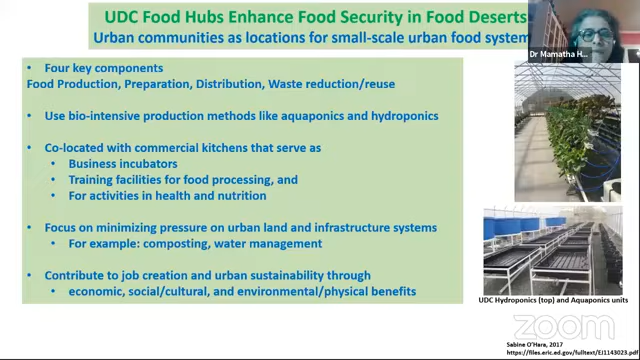 UDC Food Hubs Enhance Food Security in Food Deserts
Urban communities as locations for small-scale urban food system
Dr Mamatha H...
Four key components
Food Production, Preparation, Distribution, Waste reduction/reuse
Use bio-intensive production methods like aquaponics and hydroponics
Co-located with commercial kitchens that serve as
Business incubators
Training facilities for food processing, and
For activities in health and nutrition
Focus on minimizing pressure on urban land and infrastructure systems
For example: composting, water management
Contribute to job creation and urban sustainability through
economic, social/cultural, and environmental/physical benefits
UDC Hydroponics (top) and Aquaponics units
zoom
Sabine O'Hara, 2017
https://files.eric.ed.gov/fulltext/EJ1143023.pdf